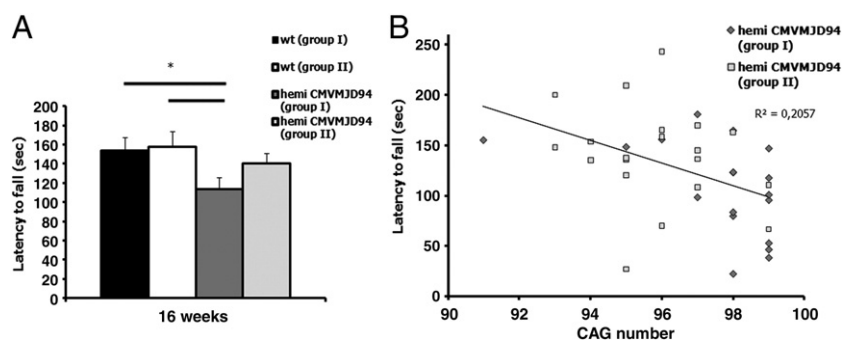 A
wt (group I)
wt (group II)
hemi CMVMJD94
(group I)
hemi CMVMJD94
(group II)
*
200
180
160
140
120
100
80
60
40
20
0
Latency to fall (sec)
16 weeks
B
hemi CMVMJD94
(group I)
hemi CMVMJD94
(group II)
R² = 0,2057
250
200
150
100
50
0
Latency to fall (sec)
90
92
94
96
98
100
CAG number